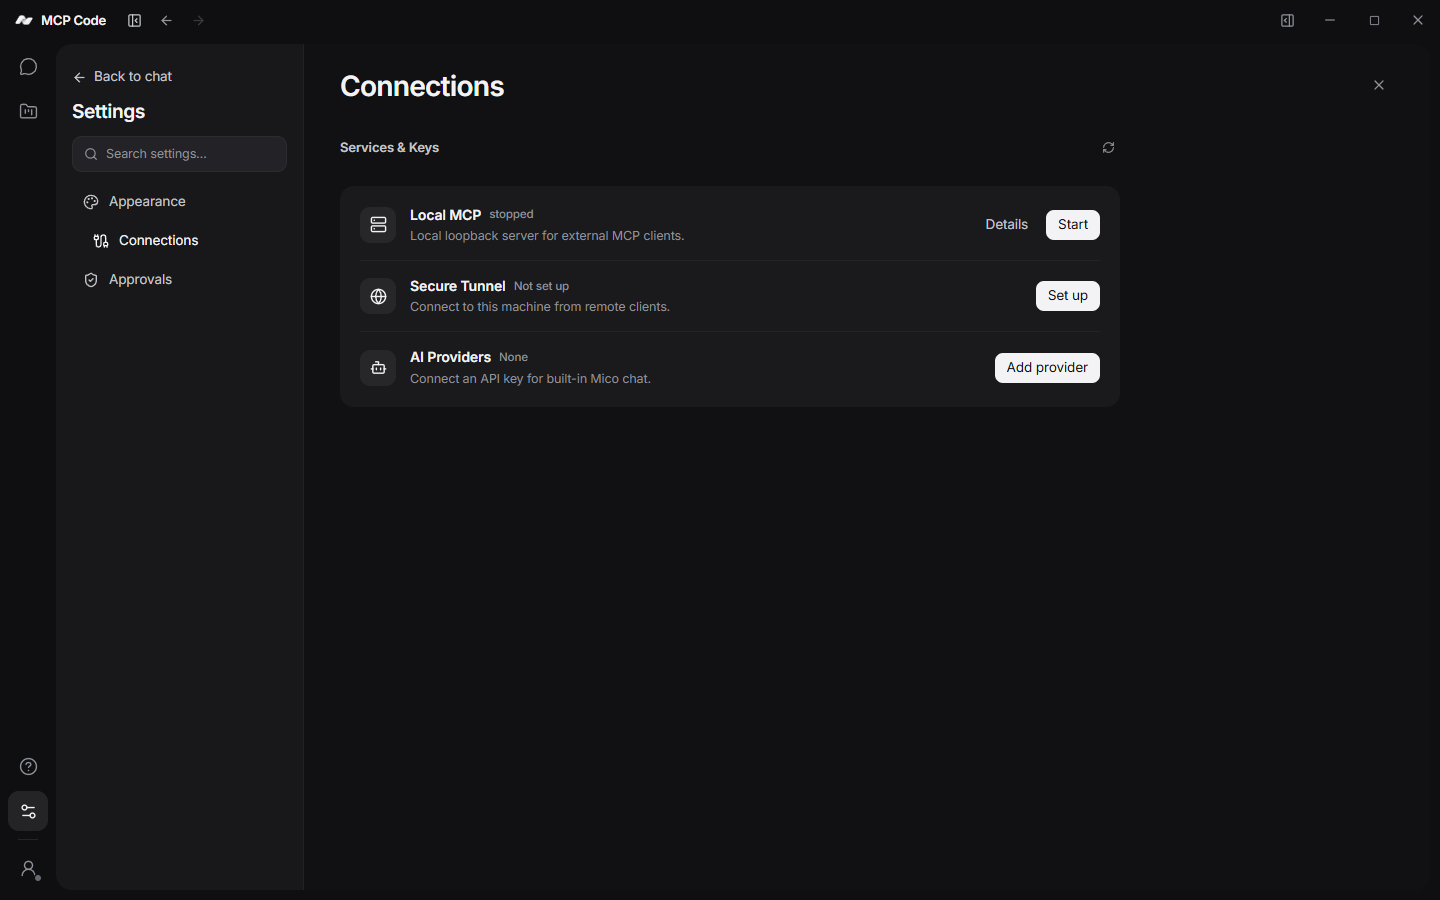 MCP Code
Back to chat
Settings
Search settings...
Appearance
Connections
Approvals
Connections
Services & Keys
Local MCP stopped
Local loopback server for external MCP clients.
Details
Start
Secure Tunnel Not set up
Connect to this machine from remote clients.
Set up
AI Providers None
Connect an API key for built-in Mico chat.
Add provider